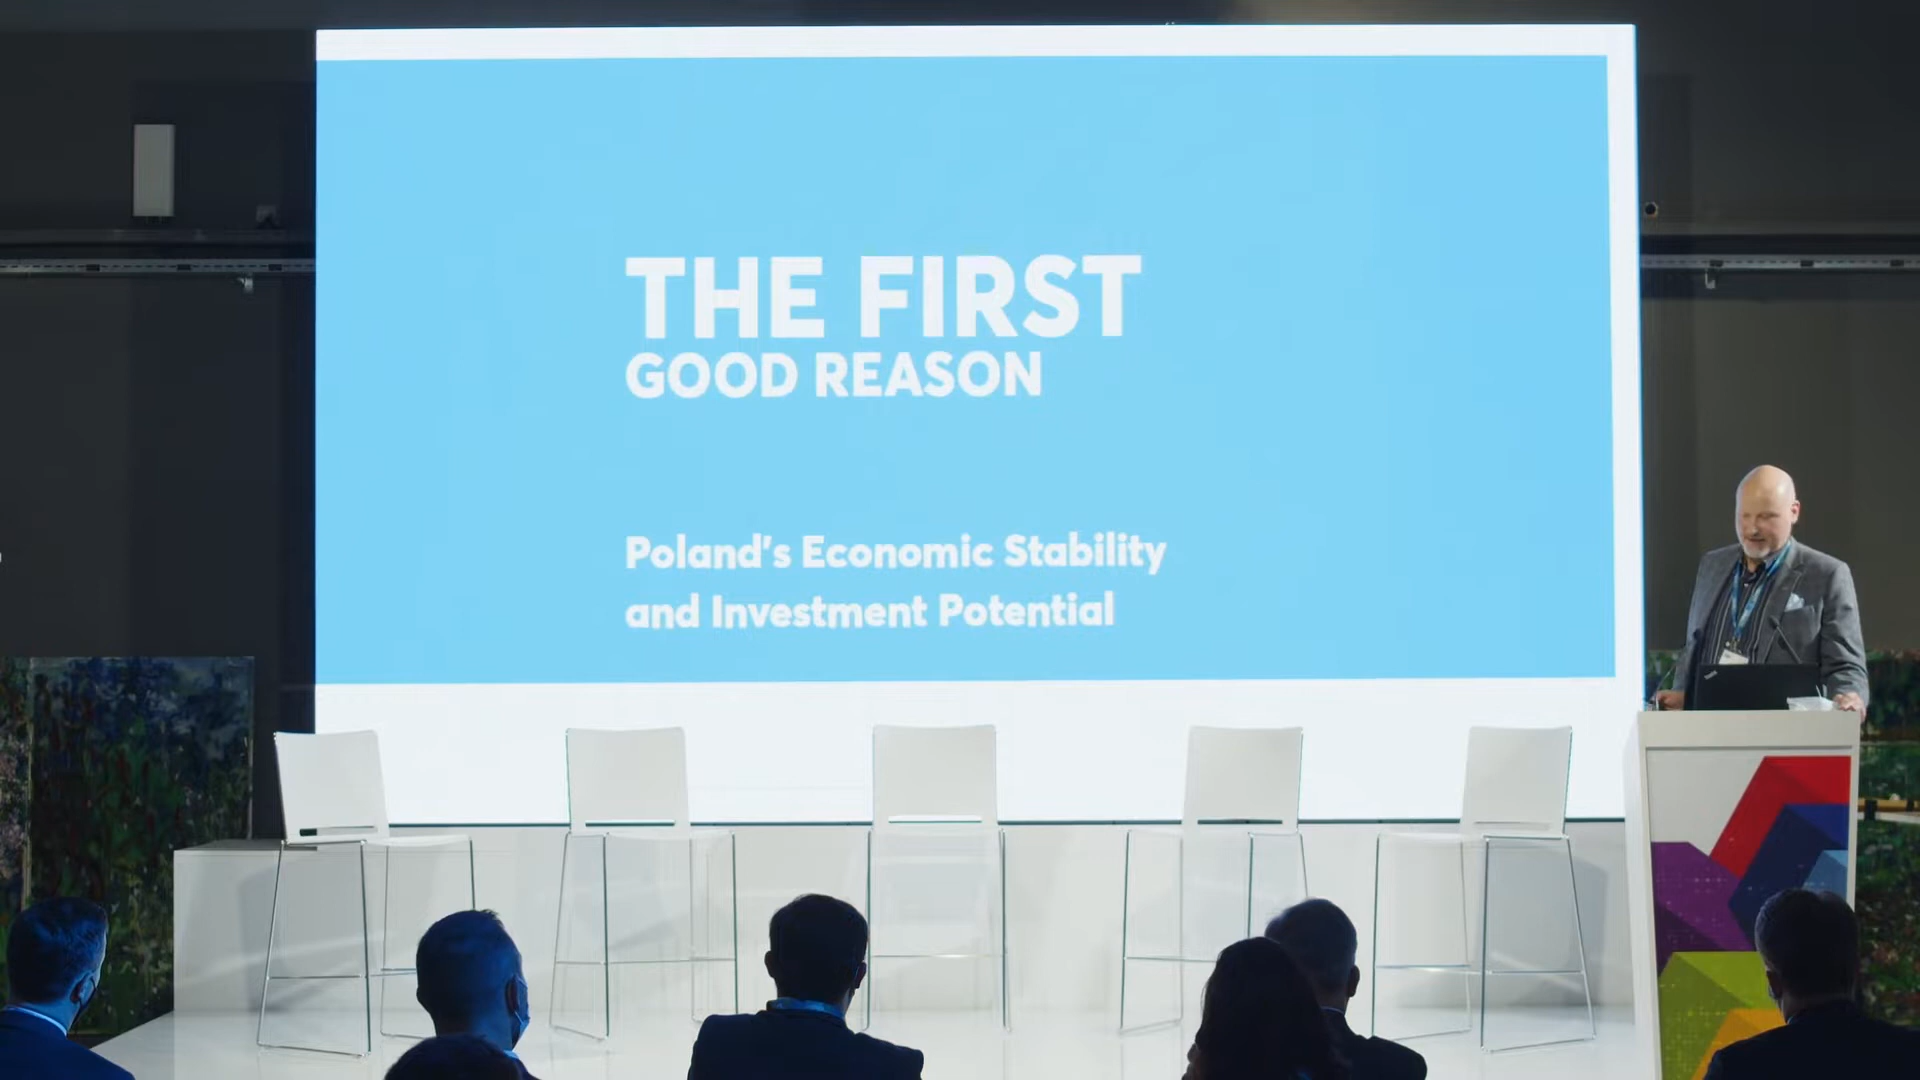 THE FIRST
GOOD REASON
Poland's Economic Stability
and Investment Potential